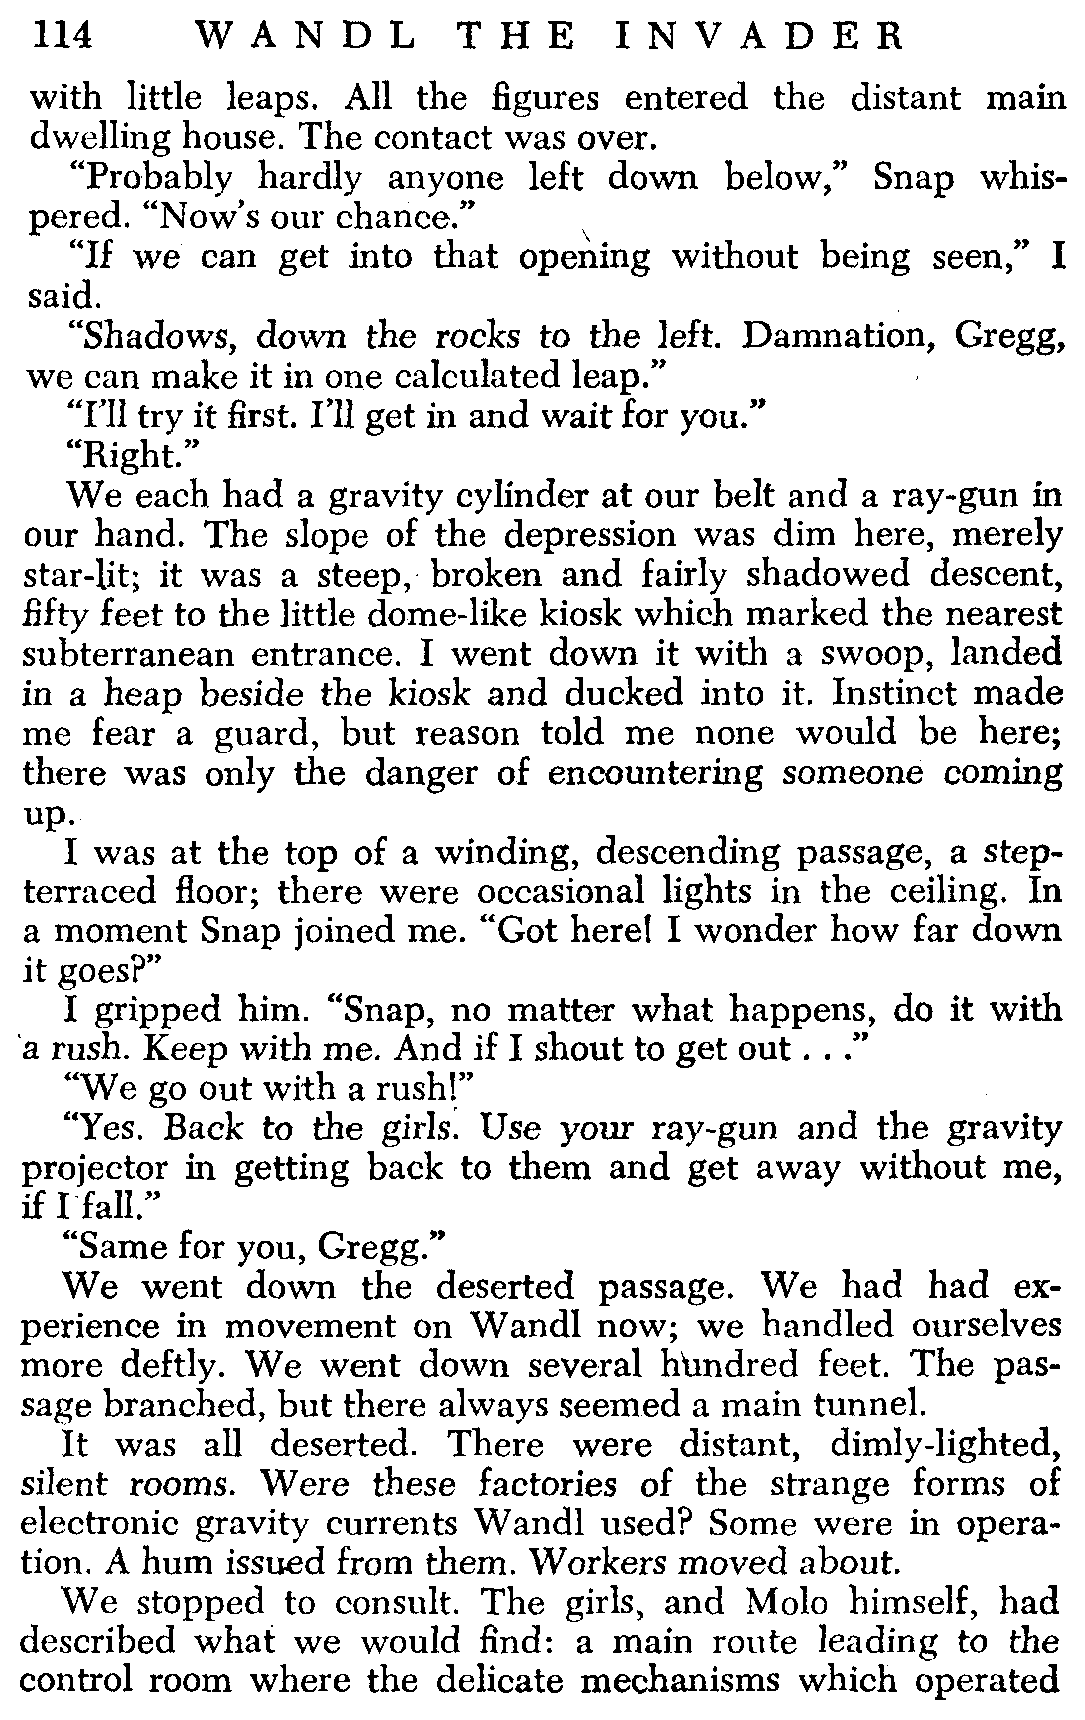 114 WANDL THE INVADER
with little leaps. All the figures entered the distant main
dwelling house. The contact was over.
“Probably hardly anyone left down below,” Snap whis-
pered. “Now’s our chance.”
“If we can get into that opening without being seen,” I
said.
“Shadows, down the rocks to the left. Damnation, Gregg,
we can make it in one calculated leap.”
“I’ll try it first. I’ll get in and wait for you.”
“Right.”
We each had a gravity cylinder at our belt and a ray-gun in
our hand. The slope of the depression was dim here, merely
star-lit; it was a steep, broken and fairly shadowed descent,
fifty feet to the little dome-like kiosk which marked the nearest
subterranean entrance. I went down it with a swoop, landed
in a heap beside the kiosk and ducked into it. Instinct made
me fear a guard, but reason told me none would be here;
there was only the danger of encountering someone coming
up.
I was at the top of a winding, descending passage, a step-
terraced floor; there were occasional lights in the ceiling. In
a moment Snap joined me. “Got here! I wonder how far down
it goes?”
I gripped him. “Snap, no matter what happens, do it with
a rush. Keep with me. And if I shout to get out . . .”
“We go out with a rush!”
“Yes. Back to the girls. Use your ray-gun and the gravity
projector in getting back to them and get away without me,
if I fall.”
“Same for you, Gregg.”
We went down the deserted passage. We had had ex-
perience in movement on Wandl now; we handled ourselves
more deftly. We went down several hundred feet. The pas-
sage branched, but there always seemed a main tunnel.
It was all deserted. There were distant, dimly-lighted,
silent rooms. Were these factories of the strange forms of
electronic gravity currents Wandl used? Some were in opera-
tion. A hum issued from them. Workers moved about.
We stopped to consult. The girls, and Molo himself, had
described what we would find: a main route leading to the
control room where the delicate mechanisms which operated